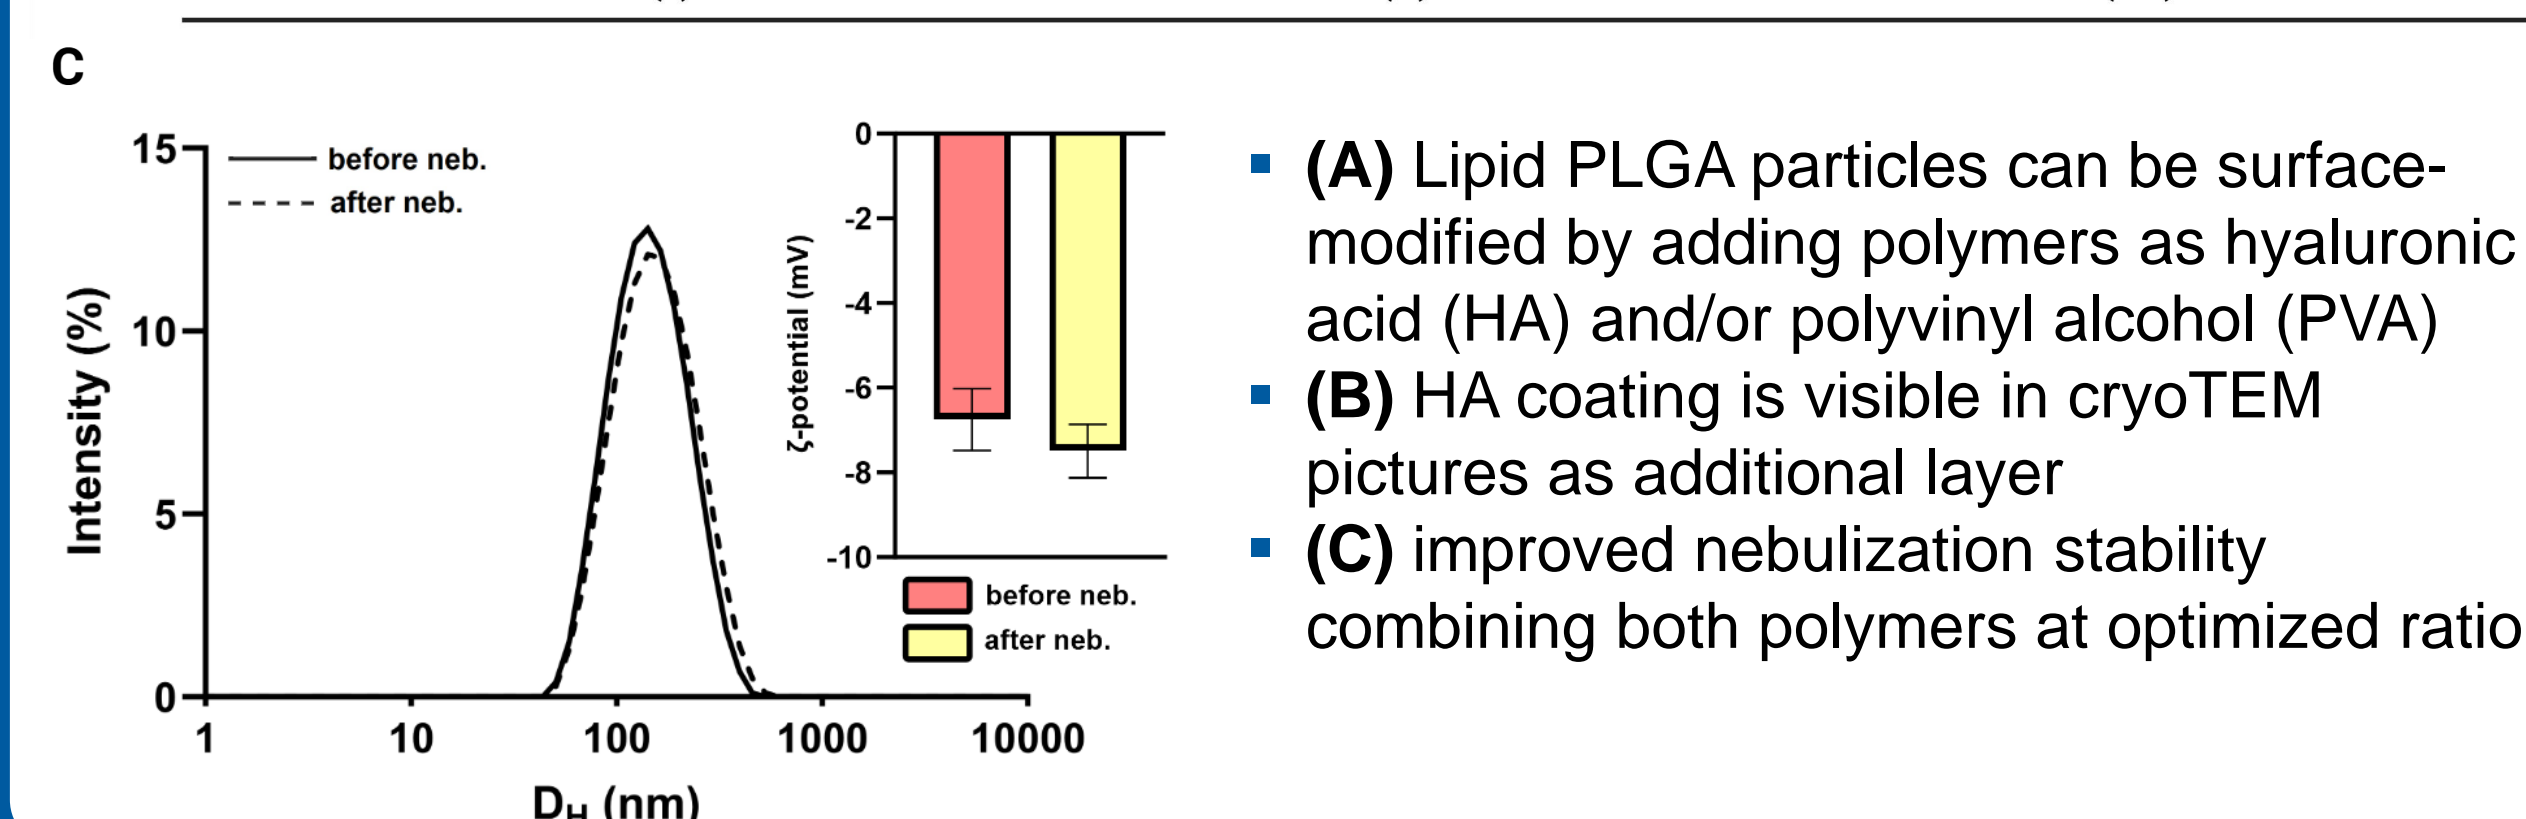 C
15
10
5
0
Intensity (%)
before neb.
after neb.
1
10
100
1000
10000
DH (nm)
0
-2
-4
-6
-8
-10
ζ-potential (mV)
before neb.
after neb.
▪ (A) Lipid PLGA particles can be surface-
modified by adding polymers as hyaluronic
acid (HA) and/or polyvinyl alcohol (PVA)
▪ (B) HA coating is visible in cryoTEM
pictures as additional layer
▪ (C) improved nebulization stability
combining both polymers at optimized ratio